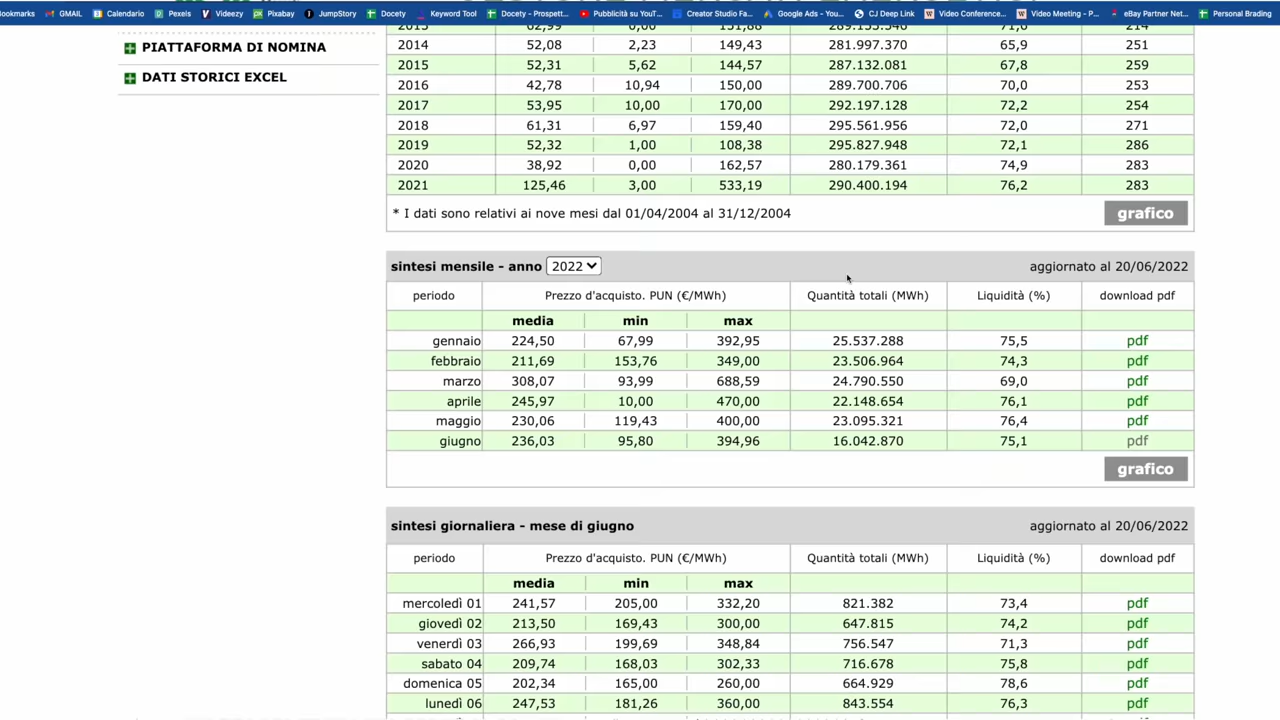 ookmarks GMAIL Calendario Pexels Videezy Pixabay JumpStory Docety Keyword Tool Docety - Prospett... Pubblicità su YouT... Creator Studio Fa... Google Ads - You... CJ Deep Link Video Conference... Video Meeting - P... eBay Partner Net... Personal Brading
PIATTAFORMA DI NOMINA
DATI STORICI EXCEL
2014 52,08 2,23 149,43 281.997.370 65,9 251
2015 52,31 5,62 144,57 287.132.081 67,8 259
2016 42,78 10,94 150,00 289.700.706 70,0 253
2017 53,95 10,00 170,00 292.197.128 72,2 254
2018 61,31 6,97 159,40 295.561.956 72,0 271
2019 52,32 1,00 108,38 295.827.948 72,1 286
2020 38,92 0,00 162,57 280.179.361 74,9 283
2021 125,46 3,00 533,19 290.400.194 76,2 283
* I dati sono relativi ai nove mesi dal 01/04/2004 al 31/12/2004 grafico
sintesi mensile - anno 2022 aggiornato al 20/06/2022
periodo Prezzo d'acquisto. PUN (€/MWh) Quantità totali (MWh) Liquidità (%) download pdf
media min max
gennaio 224,50 67,99 392,95 25.537.288 75,5 pdf
febbraio 211,69 153,76 349,00 23.506.964 74,3 pdf
marzo 308,07 93,99 688,59 24.790.550 69,0 pdf
aprile 245,97 10,00 470,00 22.148.654 76,1 pdf
maggio 230,06 119,43 400,00 23.095.321 76,4 pdf
giugno 236,03 95,80 394,96 16.042.870 75,1 pdf
grafico
sintesi giornaliera - mese di giugno aggiornato al 20/06/2022
periodo Prezzo d'acquisto. PUN (€/MWh) Quantità totali (MWh) Liquidità (%) download pdf
media min max
mercoledì 01 241,57 205,00 332,20 821.382 73,4 pdf
giovedì 02 213,50 169,43 300,00 647.815 74,2 pdf
venerdì 03 266,93 199,69 348,84 756.547 71,3 pdf
sabato 04 209,74 168,03 302,33 716.678 75,8 pdf
domenica 05 202,34 165,00 260,00 664.929 78,6 pdf
lunedì 06 247,53 181,26 360,00 843.554 76,3 pdf